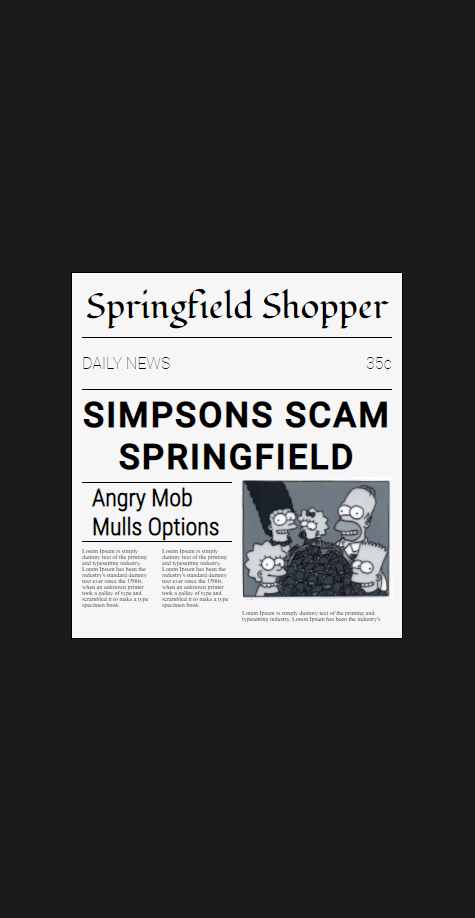 Springfield Shopper
DAILY NEWS
35c
SIMPSONS SCAM
SPRINGFIELD
Angry Mob
Mulls Options
Lorem Ipsum is simply
dummy text of the printing
and typesetting industry.
Lorem Ipsum has been the
industry's standard dummy
text ever since the 1500s,
when an unknown printer
took a galley of type and
scrambled it to make a type
specimen book.
Lorem Ipsum is simply
dummy text of the printing
and typesetting industry.
Lorem Ipsum has been the
industry's standard dummy
text ever since the 1500s,
when an unknown printer
took a galley of type and
scrambled it to make a type
specimen book.
Lorem Ipsum is simply dummy text of the printing and
typesetting industry. Lorem Ipsum has been the industry's